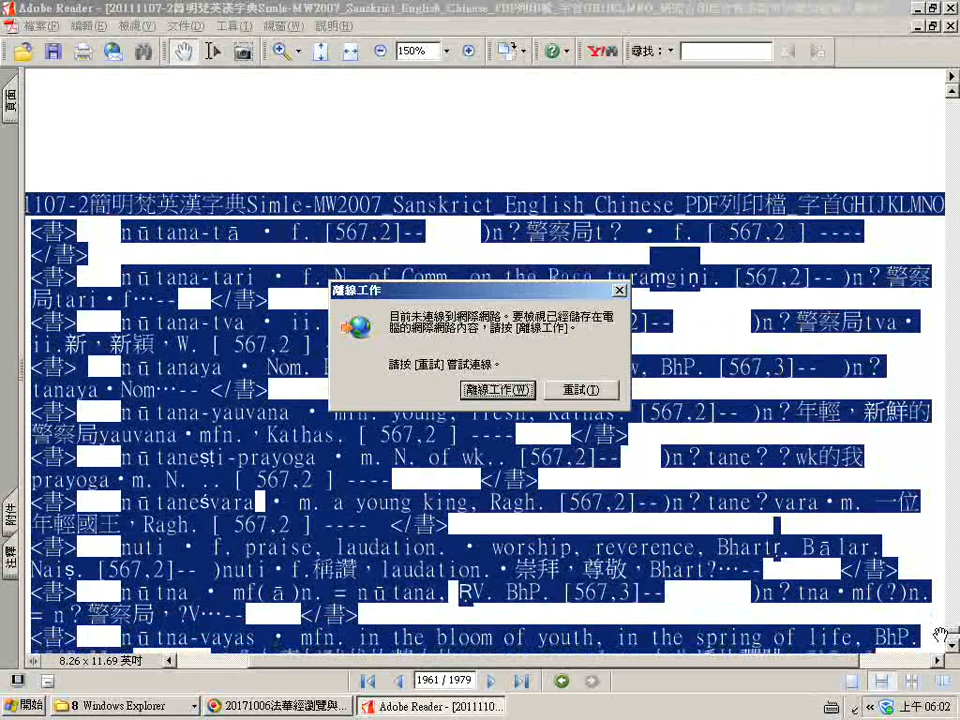 Adobe Reader - [20111107-2簡明梵英漢字典Simle-MW2007_Sanskrict_English_Chinese_PDF列印檔_字首GHIJKLMNO
檔案(F) 編輯(E) 檢視(V) 文件(D) 工具(T) 視窗(W) 說明(H)
150% 尋找:
頁面
1107-2簡明梵英漢字典Simle-MW2007_Sanskrict_English_Chinese_PDF列印檔_字首GHIJKLMNO
<書> nūtana-tā • f. [567,2]-- )n?警察局t? • f. [ 567,2 ] ----
</書>
<書> nūtana-tari • f. N. of Comm. on the Rasa-taraṃgiṇi. [567,2]-- )n?警察
局tari•f…-- </書>
<書> nūtana-tva • ii. 2]-- )n?警察局tva•
ii.新，新穎，W. [ 567,2 ]
<書> nūtanaya • Nom. w, BhP. [567,3]-- )n?
tanaya•Nom… </書>
<書> nūtana-yauvana • mfn. young, fresh, Kathas. [567,2]-- )n?年輕，新鮮的
警察局yauvana•mfn.，Kathas. [ 567,2 ] ---- </書>
<書> nūtaneṣṭi-prayoga • m. N. of wk.. [567,2]-- )n?tane??wk的我
prayoga•m. N. .. [ 567,2 ] ---- </書>
<書> nūtaneśvara • m. a young king, Ragh. [567,2]--)n?tane?vara•m. 一位
年輕國王，Ragh. [ 567,2 ] ---- </書>
<書> nuti • f. praise, laudation. • worship, reverence, Bhartṛ. Bālar.
Naiṣ. [567,2]-- )nuti•f.稱讚，laudation.•崇拜，尊敬，Bhart?… </書>
<書> nūtna • mf(ā)n. = nūtana, ṚV. BhP. [567,3]-- )n?tna•mf(?)n.
= n?警察局，?V…-- </書>
<書> nūtna-vayas • mfn. in the bloom of youth, in the spring of life, BhP.
離線工作
目前未連線到網際網路。要檢視已經儲存在電
腦的網際網路內容，請按 [離線工作]。
請按 [重試] 嘗試連線。
離線工作(W) 重試(T)
附件
注釋
8.26 x 11.69 英吋
1961 / 1979
開始 8 Windows Explorer 20171006法華經瀏覽與... Adobe Reader - [2011110... 上午 06:02